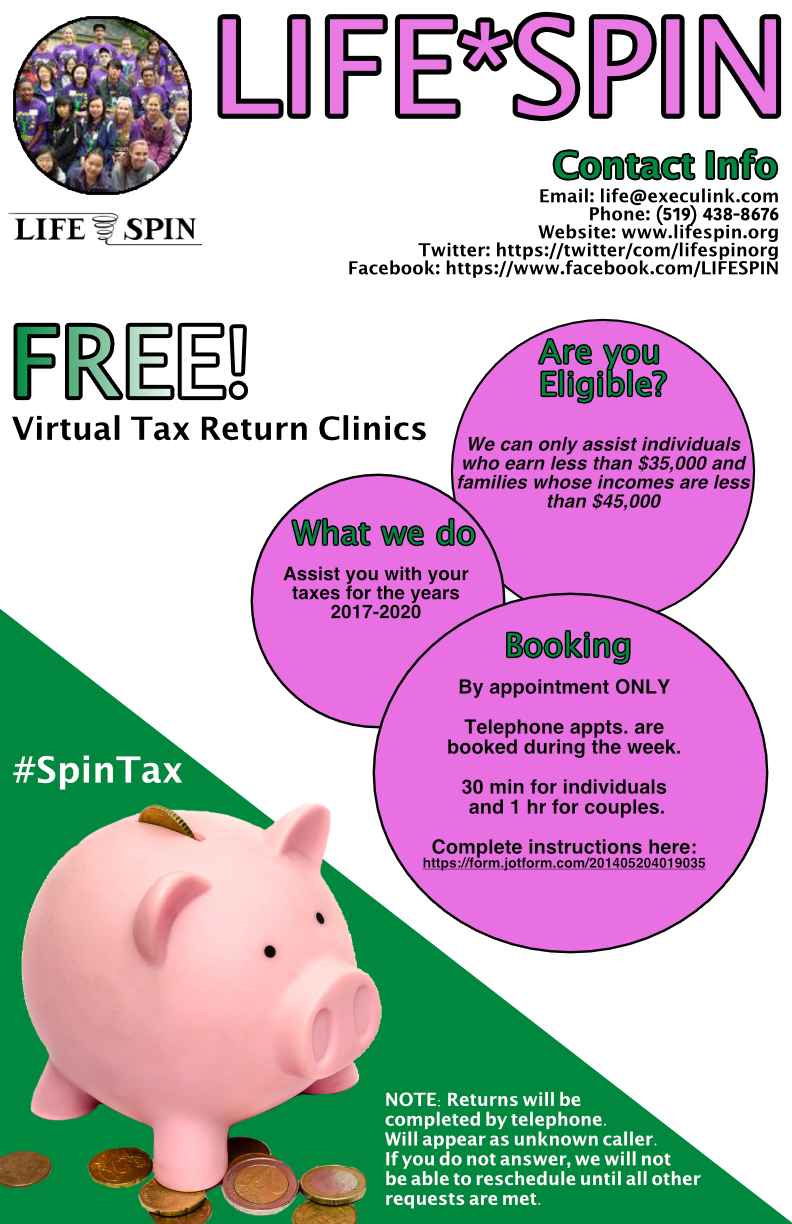 LIFE*SPIN
LIFE SPIN
Contact Info
Email: life@execulink.com
Phone: (519) 438-8676
Website: www.lifespin.org
Twitter: https://twitter/com/lifespinorg
Facebook: https://www.facebook.com/LIFESPIN
FREE!
Virtual Tax Return Clinics
Are you
Eligible?
We can only assist individuals
who earn less than $35,000 and
families whose incomes are less
than $45,000
What we do
Assist you with your
taxes for the years
2017-2020
Booking
By appointment ONLY
Telephone appts. are
booked during the week.
30 min for individuals
and 1 hr for couples.
Complete instructions here:
https://form.jotform.com/201405204019035
#SpinTax
NOTE: Returns will be
completed by telephone.
Will appear as unknown caller.
If you do not answer, we will not
be able to reschedule until all other
requests are met.